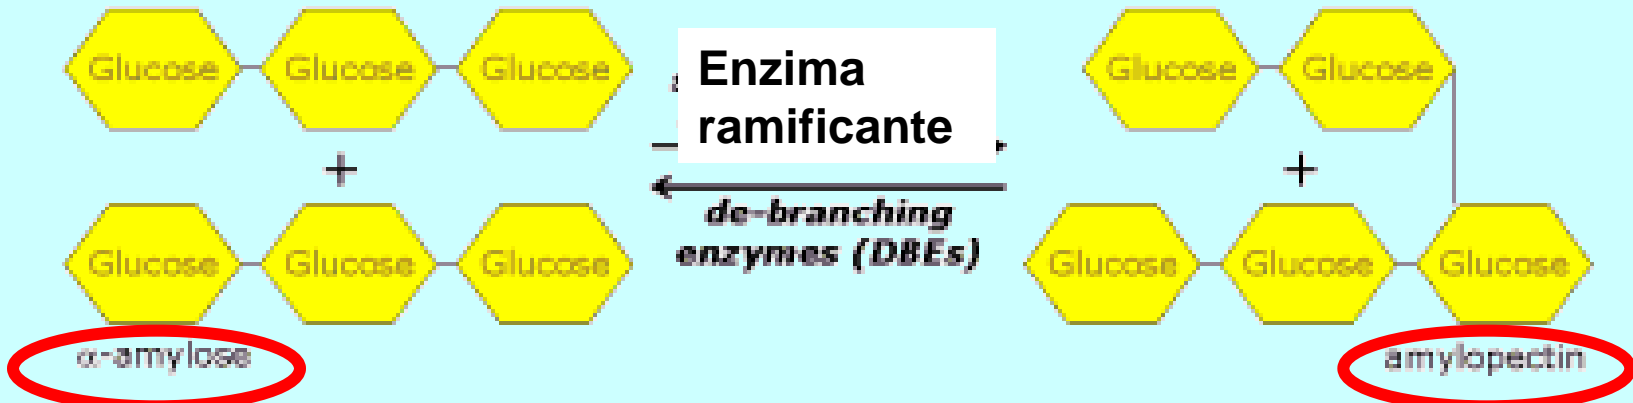 Glucose Glucose Glucose
Enzima
ramificante
Glucose Glucose
+
+
de-branching
enzymes (DBEs)
Glucose Glucose Glucose
Glucose Glucose Glucose
α-amylose
amylopectin